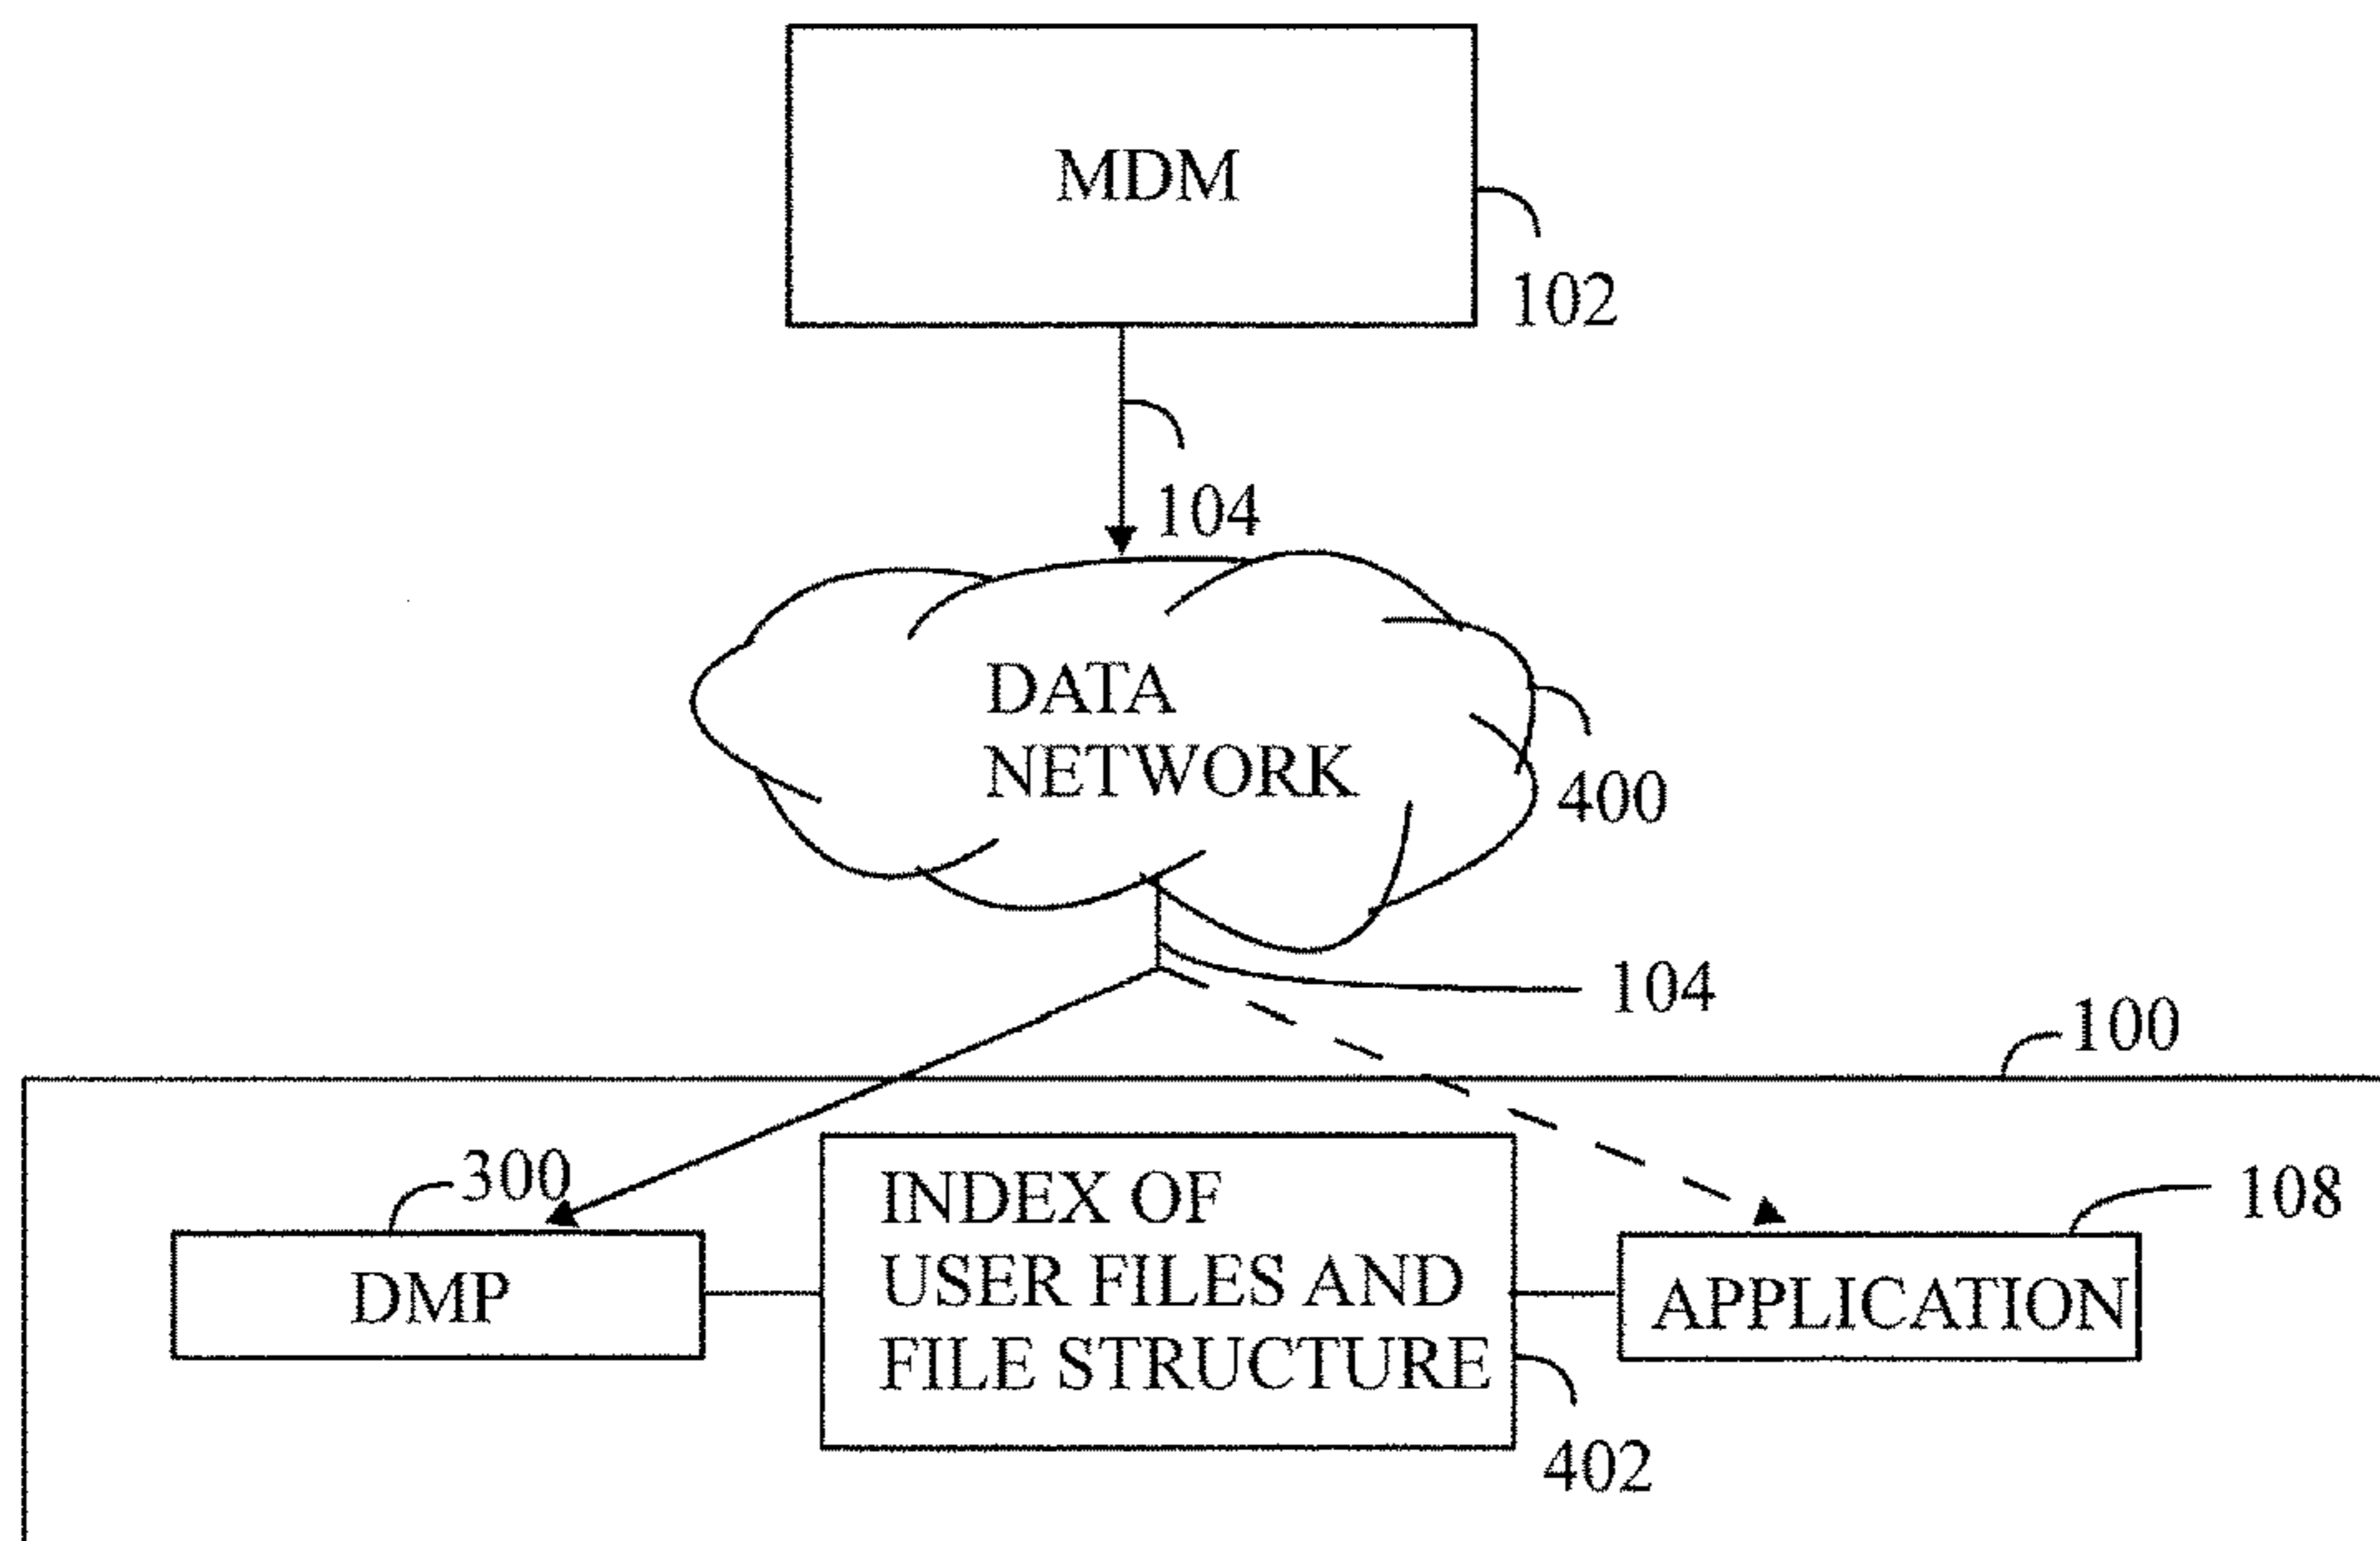 MDM
102
104
DATA
NETWORK
400
104
100
300
DMP
INDEX OF
USER FILES AND
FILE STRUCTURE
402
108
APPLICATION